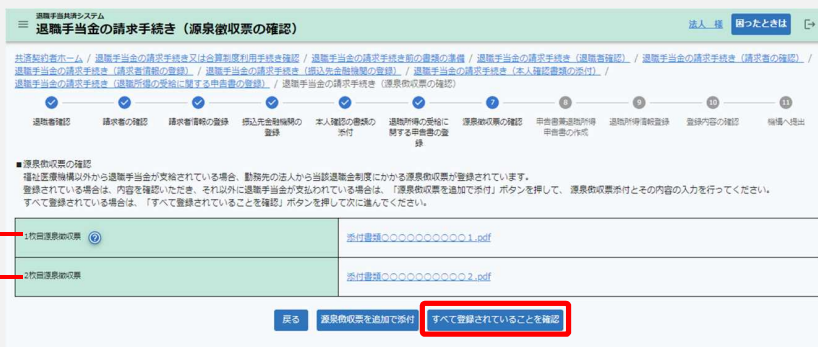 退職手当共済システム
退職手当金の請求手続き（源泉徴収票の確認）
法人 様 困ったときは
共済契約者ホーム / 退職手当金の請求手続き又は合算制度利用手続き確認 / 退職手当金の請求手続き前の書類の準備 / 退職手当金の請求手続き（退職者確認） / 退職手当金の請求手続き（請求者の確認） /
退職手当金の請求手続き（請求者情報の登録） / 退職手当金の請求手続き（振込先金融機関の登録） / 退職手当金の請求手続き（本人確認書類の添付） /
退職手当金の請求手続き（退職所得の受給に関する申告書の登録） / 退職手当金の請求手続き（源泉徴収票の確認）
7 8 9 10 11
退職者確認 請求者の確認 請求者情報の登録 振込先金融機関の登録 本人確認の書類の添付 退職所得の受給に関する申告書の登録 源泉徴収票の確認 申告書兼退職所得申告書の作成 退職所得情報登録 登録内容の確認 機構へ提出
■源泉徴収票の確認
福祉医療機構以外から退職手当金が支給されている場合、勤務先の法人から当該退職金制度にかかる源泉徴収票が登録されています。
登録されている場合は、内容を確認いただき、それ以外に退職手当金が支払われている場合は、「源泉徴収票を追加で添付」ボタンを押して、 源泉徴収票添付とその内容の入力を行ってください。
すべて登録されている場合は、「すべて登録されていることを確認」ボタンを押して次に進んでください。
1枚目源泉徴収票 ?
添付書類○○○○○○○○○○１.pdf
2枚目源泉徴収票
添付書類○○○○○○○○○○２.pdf
戻る 源泉徴収票を追加で添付 すべて登録されていることを確認